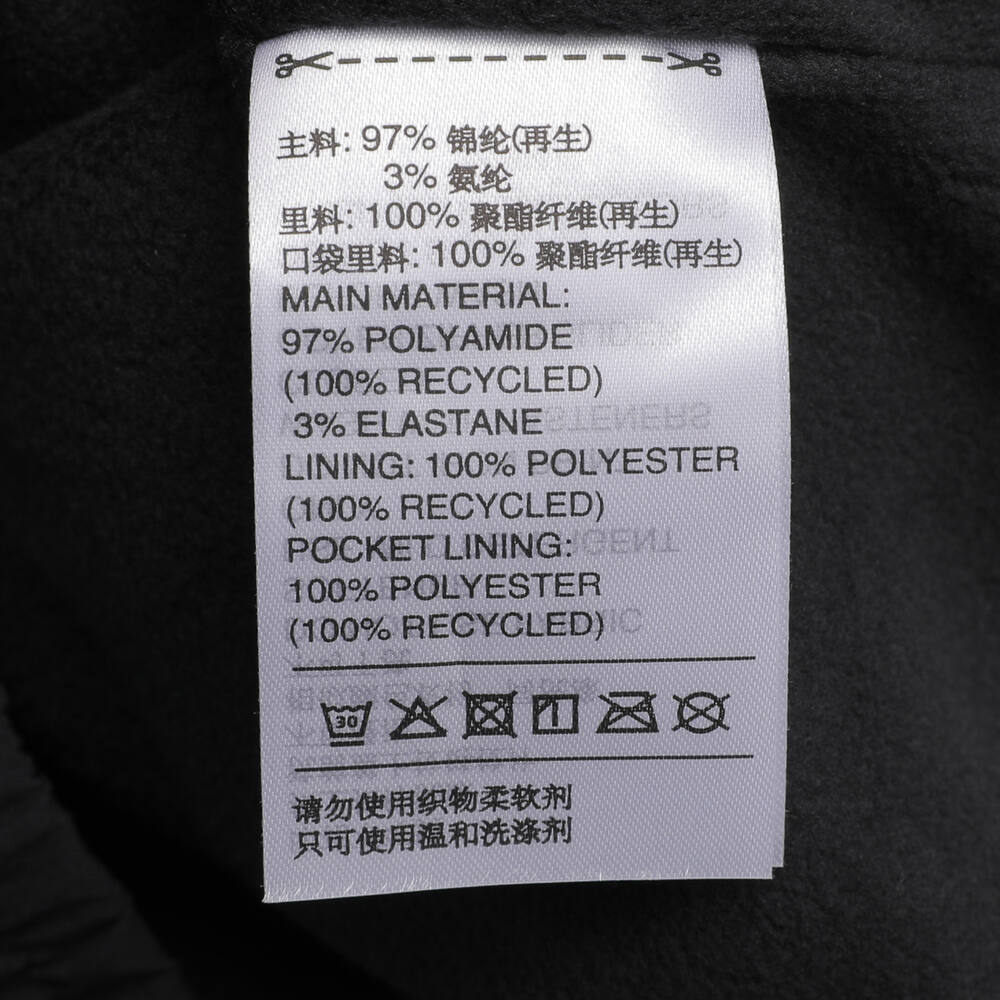 主料: 97% 锦纶(再生)
3% 氨纶
里料: 100% 聚酯纤维(再生)
口袋里料: 100% 聚酯纤维(再生)
MAIN MATERIAL:
97% POLYAMIDE
(100% RECYCLED)
3% ELASTANE
LINING: 100% POLYESTER
(100% RECYCLED)
POCKET LINING:
100% POLYESTER
(100% RECYCLED)
30
请勿使用织物柔软剂
只可使用温和洗涤剂